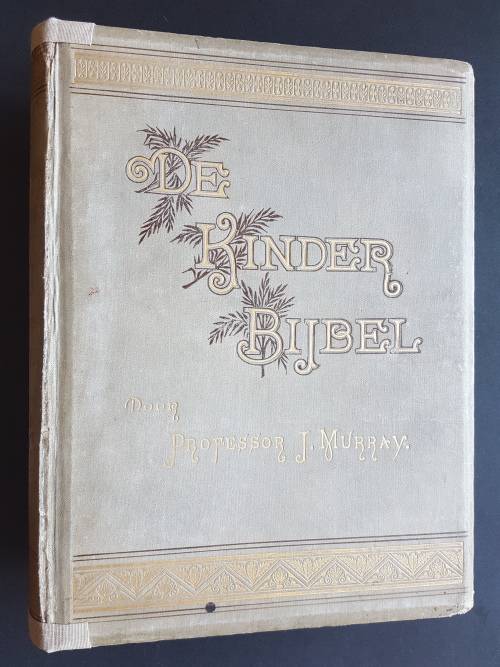 DE
KINDER
BIJBEL
DOOR
PROFESSOR J. MURRAY.